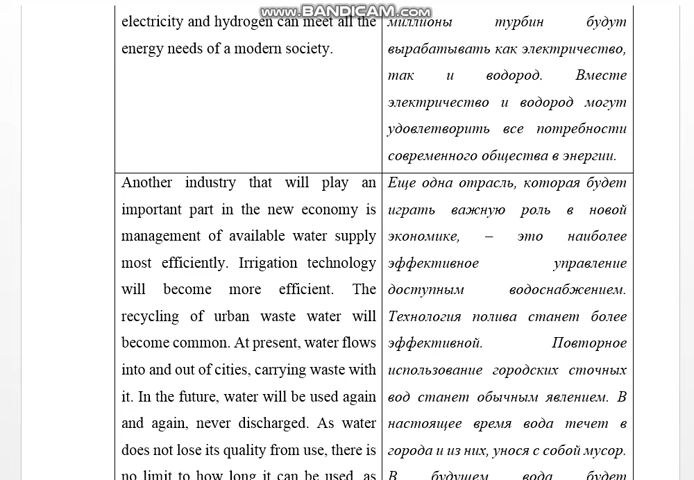 www.BANDICAM.com
electricity and hydrogen can meet all the
energy needs of a modern society.
миллионы турбин будут
вырабатывать как электричество,
так и водород. Вместе
электричество и водород могут
удовлетворить все потребности
современного общества в энергии.
Another industry that will play an
important part in the new economy is
management of available water supply
most efficiently. Irrigation technology
will become more efficient. The
recycling of urban waste water will
become common. At present, water flows
into and out of cities, carrying waste with
it. In the future, water will be used again
and again, never discharged. As water
does not lose its quality from use, there is
no limit to how long it can be used, as
Еще одна отрасль, которая будет
играть важную роль в новой
экономике, – это наиболее
эффективное управление
доступным водоснабжением.
Технология полива станет более
эффективной. Повторное
использование городских сточных
вод станет обычным явлением. В
настоящее время вода течет в
города и из них, унося с собой мусор.
В будущем вода будет